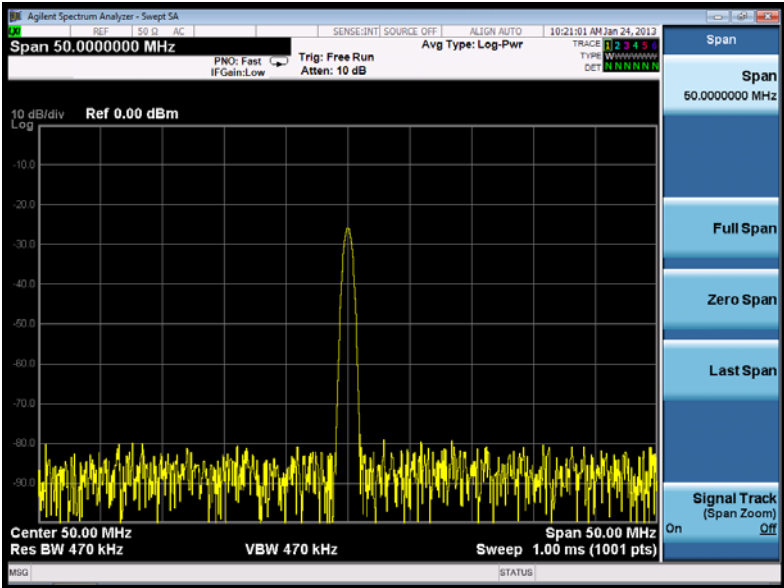 Agilent Spectrum Analyzer - Swept SA
REF 50 Ω AC SENSE:INT SOURCE OFF ALIGN AUTO 10:21:01 AM Jan 24, 2013
Span 50.0000000 MHz
Avg Type: Log-Pwr
TRACE 1 2 3 4 5 6
PNO: Fast
Trig: Free Run
TYPE WWWWWW
IFGain:Low
Atten: 10 dB
DET N N N N N N
10 dB/div Ref 0.00 dBm
Log
-10.0
-20.0
-30.0
-40.0
-50.0
-60.0
-70.0
-80.0
-90.0
Center 50.00 MHz
Span 50.00 MHz
Res BW 470 kHz
VBW 470 kHz
Sweep 1.00 ms (1001 pts)
MSG
STATUS
Span
Span
50.0000000 MHz
Full Span
Zero Span
Last Span
Signal Track
(Span Zoom)
On Off